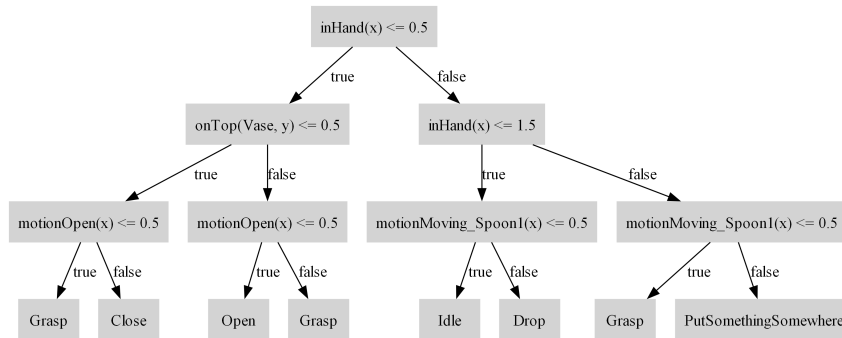 inHand(x) <= 0.5
true
false
onTop(Vase, y) <= 0.5
inHand(x) <= 1.5
true
false
true
false
motionOpen(x) <= 0.5
motionOpen(x) <= 0.5
motionMoving_Spoon1(x) <= 0.5
motionMoving_Spoon1(x) <= 0.5
true
false
true
false
true
false
true
false
Grasp
Close
Open
Grasp
Idle
Drop
Grasp
PutSomethingSomewhere